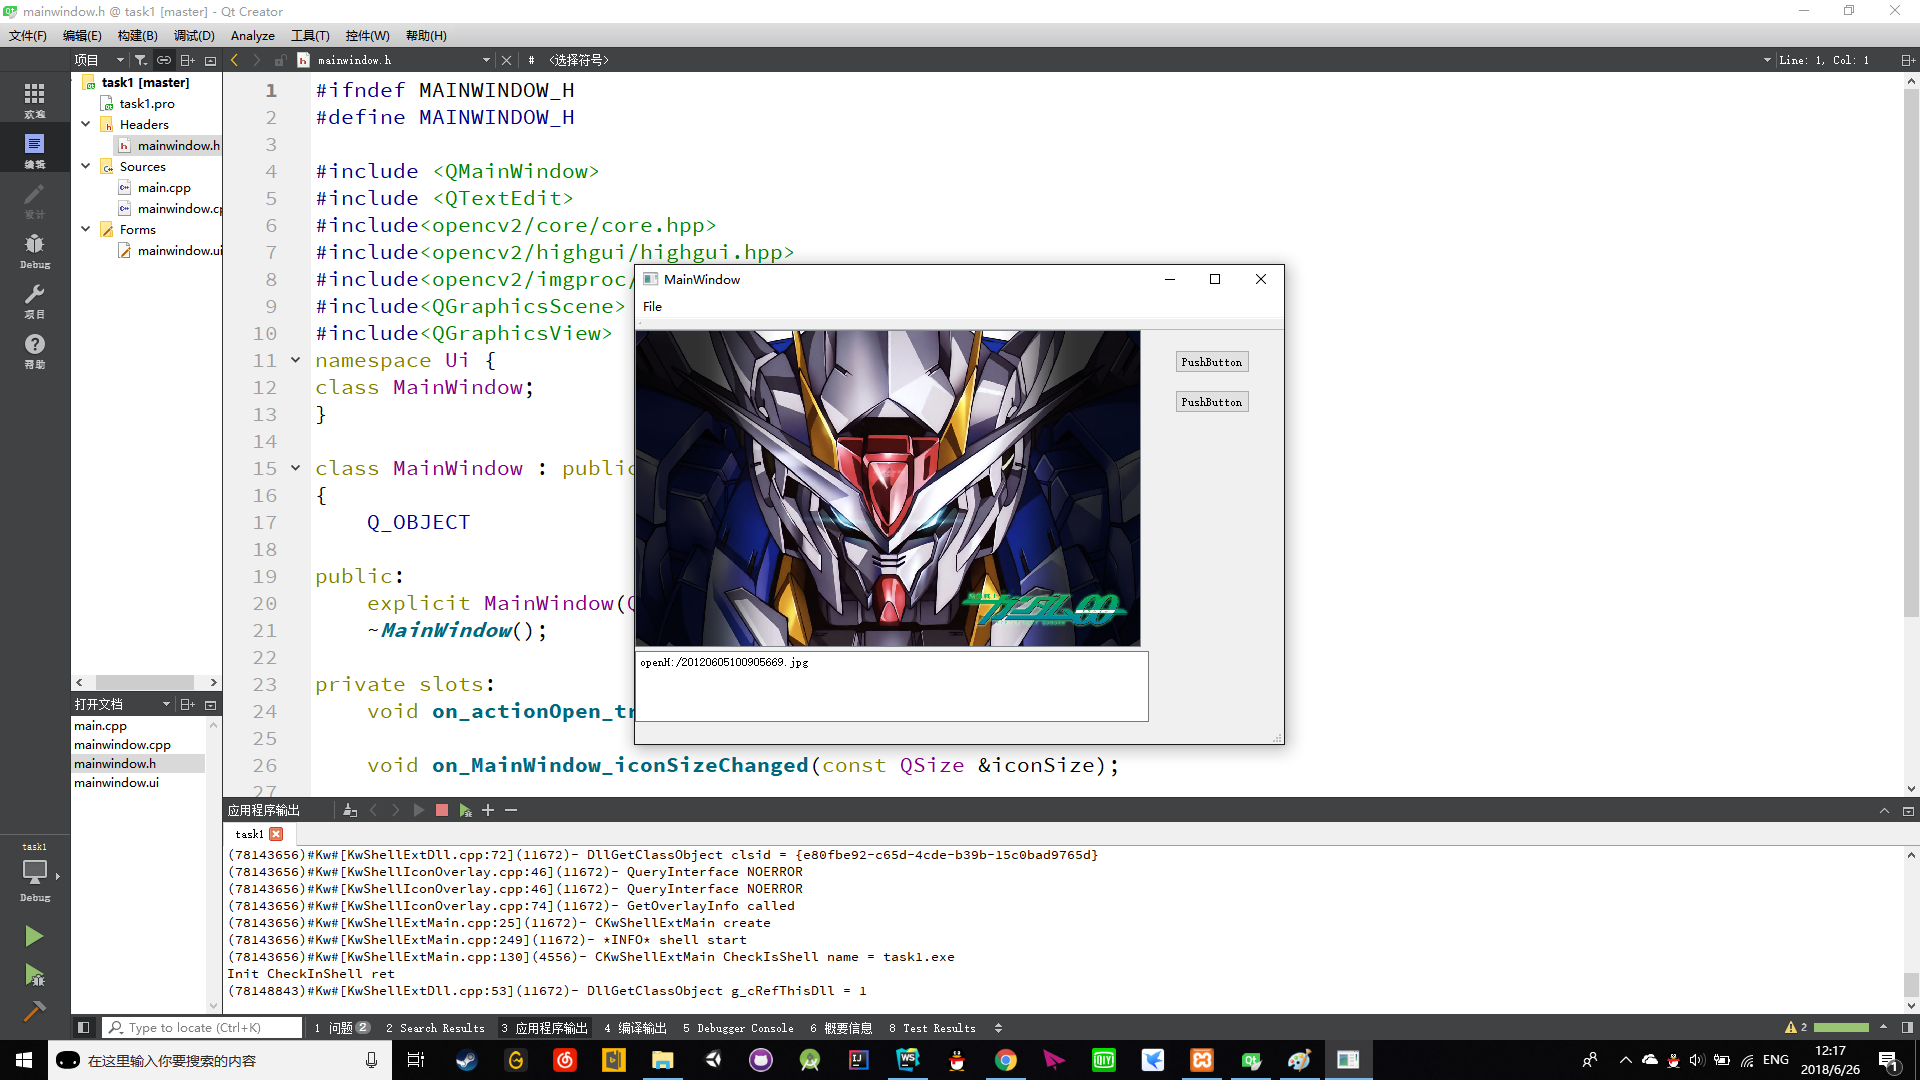 mainwindow.h @ task1 [master] - Qt Creator
文件(F) 编辑(E) 构建(B) 调试(D) Analyze 工具(T) 控件(W) 帮助(H)
项目
mainwindow.h
# <选择符号>
Line: 1, Col: 1
欢迎
编辑
设计
Debug
项目
帮助
task1 [master]
task1.pro
Headers
mainwindow.h
Sources
main.cpp
mainwindow.cp
Forms
mainwindow.ui
1 #ifndef MAINWINDOW_H
2 #define MAINWINDOW_H
3
4 #include <QMainWindow>
5 #include <QTextEdit>
6 #include<opencv2/core/core.hpp>
7 #include<opencv2/highgui/highgui.hpp>
8 #include<opencv2/imgproc/
9 #include<QGraphicsScene>
10 #include<QGraphicsView>
11 namespace Ui {
12 class MainWindow;
13 }
14
15 class MainWindow : public
16 {
17 Q_OBJECT
18
19 public:
20 explicit MainWindow(Q
21 ~MainWindow();
22
23 private slots:
24 void on_actionOpen_tr
25
26 void on_MainWindow_iconSizeChanged(const QSize &iconSize);
27
MainWindow
File
PushButton
PushButton
ガンダム00
openH:/20120605100905669.jpg
打开文档
main.cpp
mainwindow.cpp
mainwindow.h
mainwindow.ui
应用程序输出
task1
(78143656)#Kw#[KwShellExtDll.cpp:72](11672)- DllGetClassObject clsid = {e80fbe92-c65d-4cde-b39b-15c0bad9765d}
(78143656)#Kw#[KwShellIconOverlay.cpp:46](11672)- QueryInterface NOERROR
(78143656)#Kw#[KwShellIconOverlay.cpp:46](11672)- QueryInterface NOERROR
(78143656)#Kw#[KwShellIconOverlay.cpp:74](11672)- GetOverlayInfo called
(78143656)#Kw#[KwShellExtMain.cpp:25](11672)- CKwShellExtMain create
(78143656)#Kw#[KwShellExtMain.cpp:249](11672)- *INFO* shell start
(78143656)#Kw#[KwShellExtMain.cpp:130](4556)- CKwShellExtMain CheckIsShell name = task1.exe
Init CheckInShell ret
(78148843)#Kw#[KwShellExtDll.cpp:53](11672)- DllGetClassObject g_cRefThisDll = 1
task1
Debug
Type to locate (Ctrl+K)
1 问题 2 2 Search Results 3 应用程序输出 4 编译输出 5 Debugger Console 6 概要信息 8 Test Results
2
在这里输入你要搜索的内容
ENG
12:17
2018/6/26
1